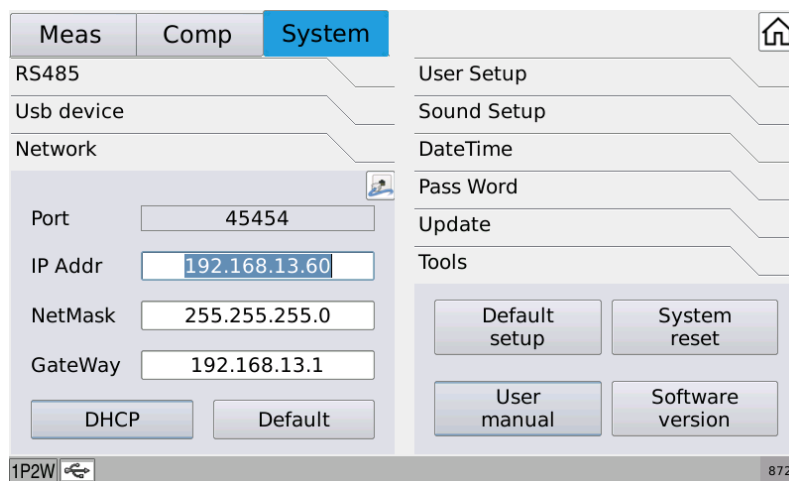 Meas Comp System
RS485
Usb device
Network
Port 45454
IP Addr 192.168.13.60
NetMask 255.255.255.0
GateWay 192.168.13.1
DHCP Default
User Setup
Sound Setup
DateTime
Pass Word
Update
Tools
Default
setup
System
reset
User
manual
Software
version
1P2W
872